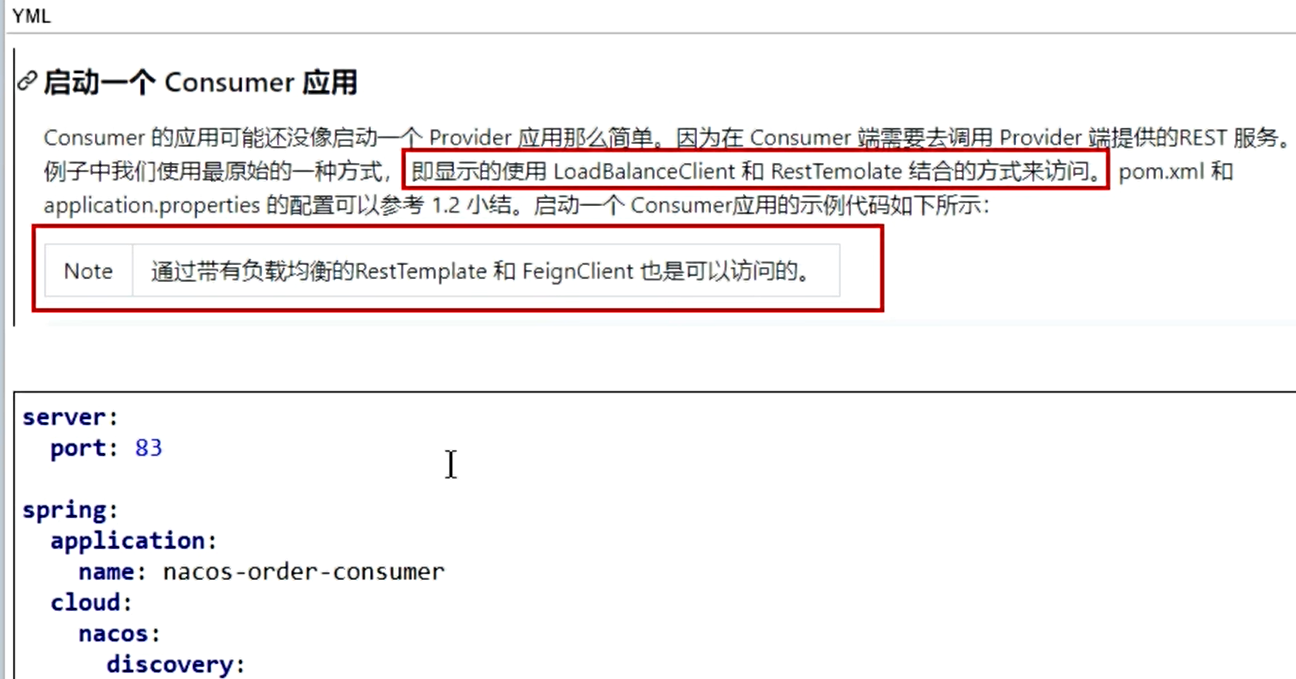 YML
启动一个 Consumer 应用
Consumer 的应用可能还没像启动一个 Provider 应用那么简单。因为在 Consumer 端需要去调用 Provider 端提供的REST 服务。
例子中我们使用最原始的一种方式，即显示的使用 LoadBalanceClient 和 RestTemolate 结合的方式来访问。pom.xml 和
application.properties 的配置可以参考 1.2 小结。启动一个 Consumer应用的示例代码如下所示：
Note 通过带有负载均衡的RestTemplate 和 FeignClient 也是可以访问的。
server:
  port: 83
spring:
  application:
    name: nacos-order-consumer
  cloud:
    nacos:
      discovery: